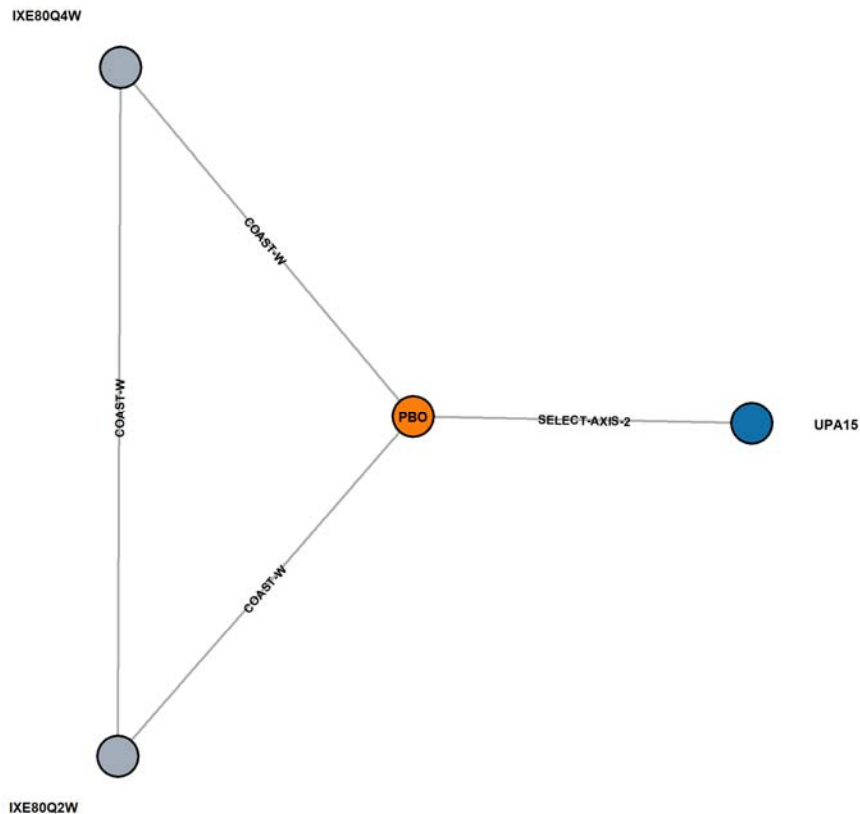 IXE80Q4W
COAST-W
COAST-W
PBO
SELECT-AXIS-2
UPA15
COAST-W
IXE80Q2W